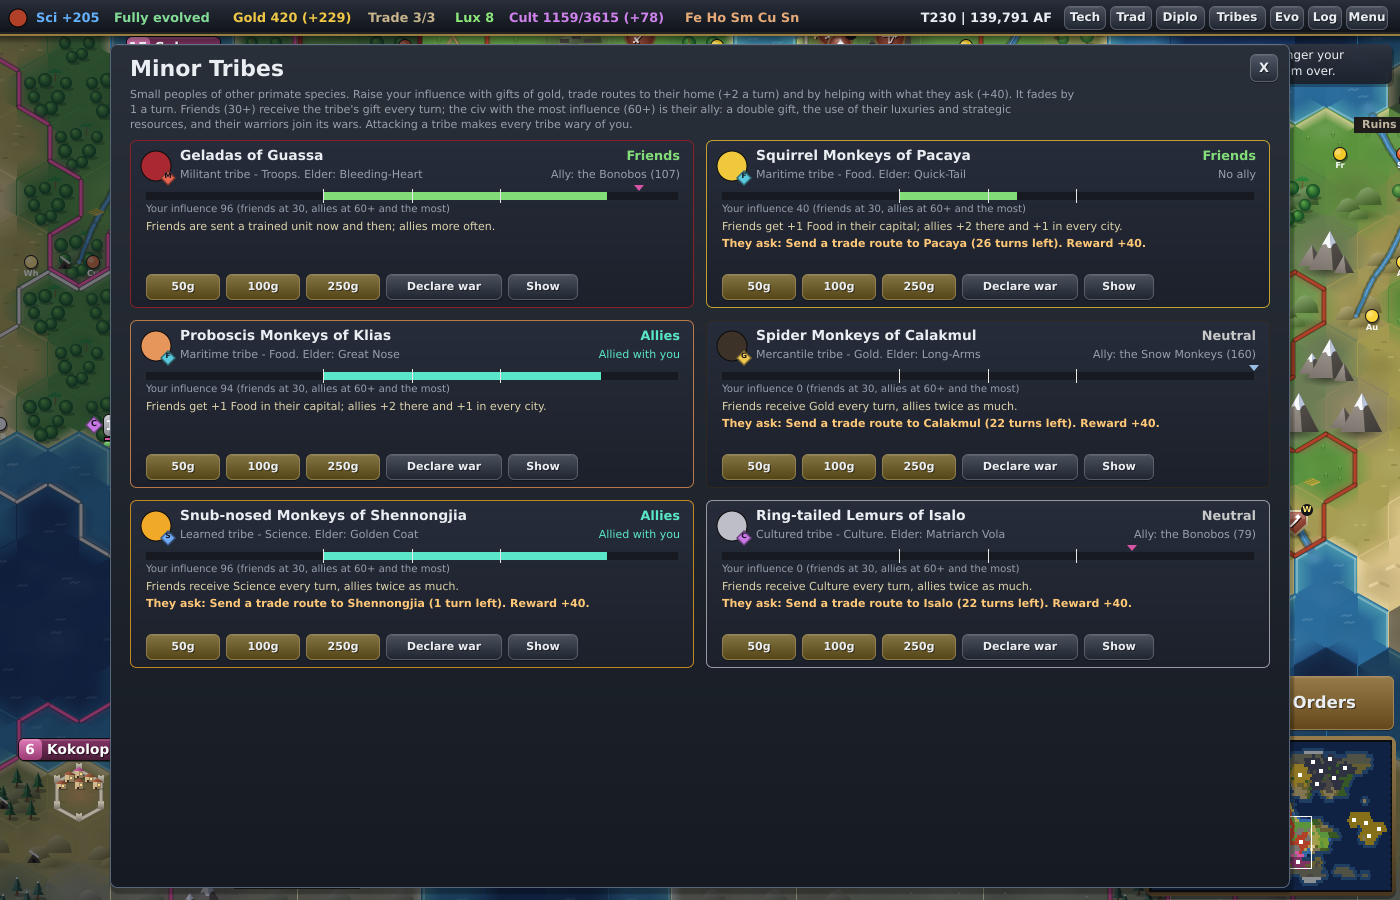 Sci +205 Fully evolved Gold 420 (+229) Trade 3/3 Lux 8 Cult 1159/3615 (+78) Fe Ho Sm Cu Sn T230 | 139,791 AF Tech Trad Diplo Tribes Evo Log Menu
Minor Tribes
X
nger your
m over.
Small peoples of other primate species. Raise your influence with gifts of gold, trade routes to their home (+2 a turn) and by helping with what they ask (+40). It fades by
1 a turn. Friends (30+) receive the tribe's gift every turn; the civ with the most influence (60+) is their ally: a double gift, the use of their luxuries and strategic
resources, and their warriors join its wars. Attacking a tribe makes every tribe wary of you.
Ruins
Geladas of Guassa Friends
Militant tribe - Troops. Elder: Bleeding-Heart Ally: the Bonobos (107)
Your influence 96 (friends at 30, allies at 60+ and the most)
Friends are sent a trained unit now and then; allies more often.
50g 100g 250g Declare war Show
Squirrel Monkeys of Pacaya Friends
Maritime tribe - Food. Elder: Quick-Tail No ally
Your influence 40 (friends at 30, allies at 60+ and the most)
Friends get +1 Food in their capital; allies +2 there and +1 in every city.
They ask: Send a trade route to Pacaya (26 turns left). Reward +40.
50g 100g 250g Declare war Show
Proboscis Monkeys of Klias Allies
Maritime tribe - Food. Elder: Great Nose Allied with you
Your influence 94 (friends at 30, allies at 60+ and the most)
Friends get +1 Food in their capital; allies +2 there and +1 in every city.
50g 100g 250g Declare war Show
Spider Monkeys of Calakmul Neutral
G
Mercantile tribe - Gold. Elder: Long-Arms Ally: the Snow Monkeys (160)
Your influence 0 (friends at 30, allies at 60+ and the most)
Friends receive Gold every turn, allies twice as much.
They ask: Send a trade route to Calakmul (22 turns left). Reward +40.
50g 100g 250g Declare war Show
Snub-nosed Monkeys of Shennongjia Allies
Learned tribe - Science. Elder: Golden Coat Allied with you
Your influence 96 (friends at 30, allies at 60+ and the most)
Friends receive Science every turn, allies twice as much.
They ask: Send a trade route to Shennongjia (1 turn left). Reward +40.
50g 100g 250g Declare war Show
Ring-tailed Lemurs of Isalo Neutral
C
Cultured tribe - Culture. Elder: Matriarch Vola Ally: the Bonobos (79)
Your influence 0 (friends at 30, allies at 60+ and the most)
Friends receive Culture every turn, allies twice as much.
They ask: Send a trade route to Isalo (22 turns left). Reward +40.
50g 100g 250g Declare war Show
Fr
Wh
Au
C
W
Orders
6 Kokolop